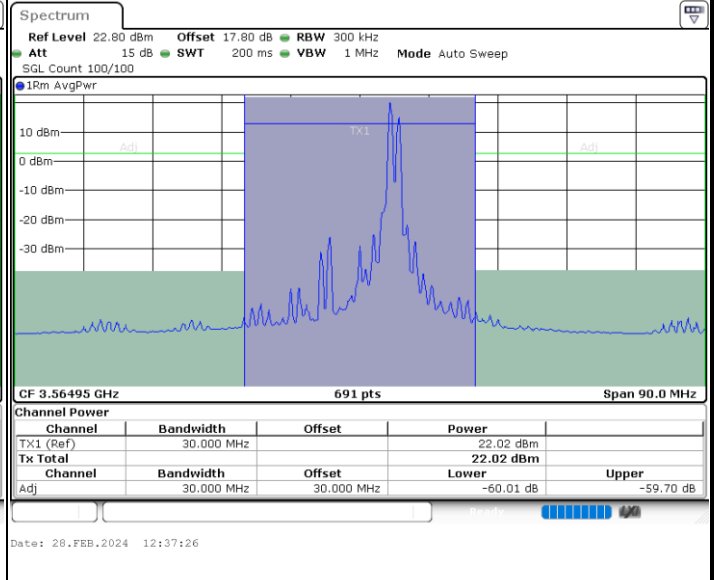 Spectrum
Ref Level 22.80 dBm Offset 17.80 dB RBW 300 kHz
Att 15 dB SWT 200 ms VBW 1 MHz Mode Auto Sweep
SGL Count 100/100
1Rm AvgPwr
10 dBm
TX1
Adj Adj
0 dBm
-10 dBm
-20 dBm
-30 dBm
CF 3.56495 GHz 691 pts Span 90.0 MHz
Channel Power
Channel Bandwidth Offset Power
TX1 (Ref) 30.000 MHz 22.02 dBm
Tx Total 22.02 dBm
Channel Bandwidth Offset Lower Upper
Adj 30.000 MHz 30.000 MHz -60.01 dB -59.70 dB
Ready
Date: 28.FEB.2024 12:37:26